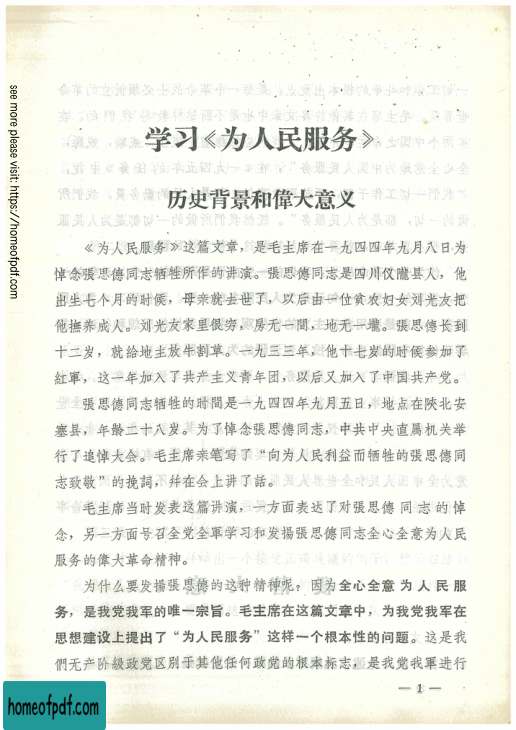 学习《为人民服务》
历史背景和偉大意义
《为人民服务》这篇文章，是毛主席在一九四四年九月八日为
悼念張思德同志牺牲所作的讲演。張思德同志是四川仪隴县人，他
出生七个月的时候，母亲就去世了，以后由一位貧农妇女刘光友把
他撫养成人。刘光友家里很穷，房无一間，地无一壠。張思德长到
十二岁，就給地主放牛割草。一九三三年，他十七岁的时候参加了
紅軍，这一年加入了共产主义青年团，以后又加入了中国共产党。
張思德同志牺牲的时間是一九四四年九月五日，地点在陝北安
塞县，年龄二十八岁。为了悼念張思德同志，中共中央直属机关举
行了追悼大会。毛主席亲笔写了“向为人民利益而牺牲的張思德同
志致敬”的挽詞，幷在会上讲了話。
毛主席当时发表这篇讲演，一方面表达了对張思德同志的悼
念，另一方面号召全党全軍学习和发揚張思德同志全心全意为人民
服务的偉大革命精神。
为什么要发揚張思德的这种精神呢？因为全心全意为人民服
务，是我党我军的唯一宗旨。毛主席在这篇文章中，为我党我军在
思想建设上提出了“为人民服务”这样一个根本性的问题。这是我
們无产阶級政党区别于其他任何政党的根本标志，是我党我軍进行
— 1 —
see more please visit: https://homeofpdf.com
homeofpdf.com